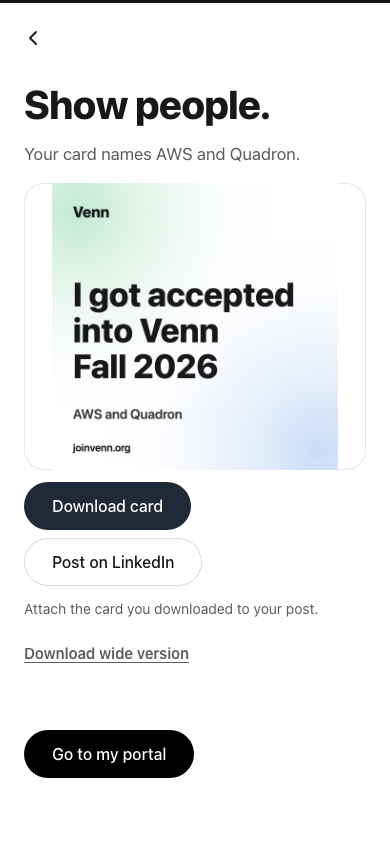 Show people.
Your card names AWS and Quadron.
Venn
I got accepted
into Venn
Fall 2026
AWS and Quadron
joinvenn.org
Download card
Post on LinkedIn
Attach the card you downloaded to your post.
Download wide version
Go to my portal